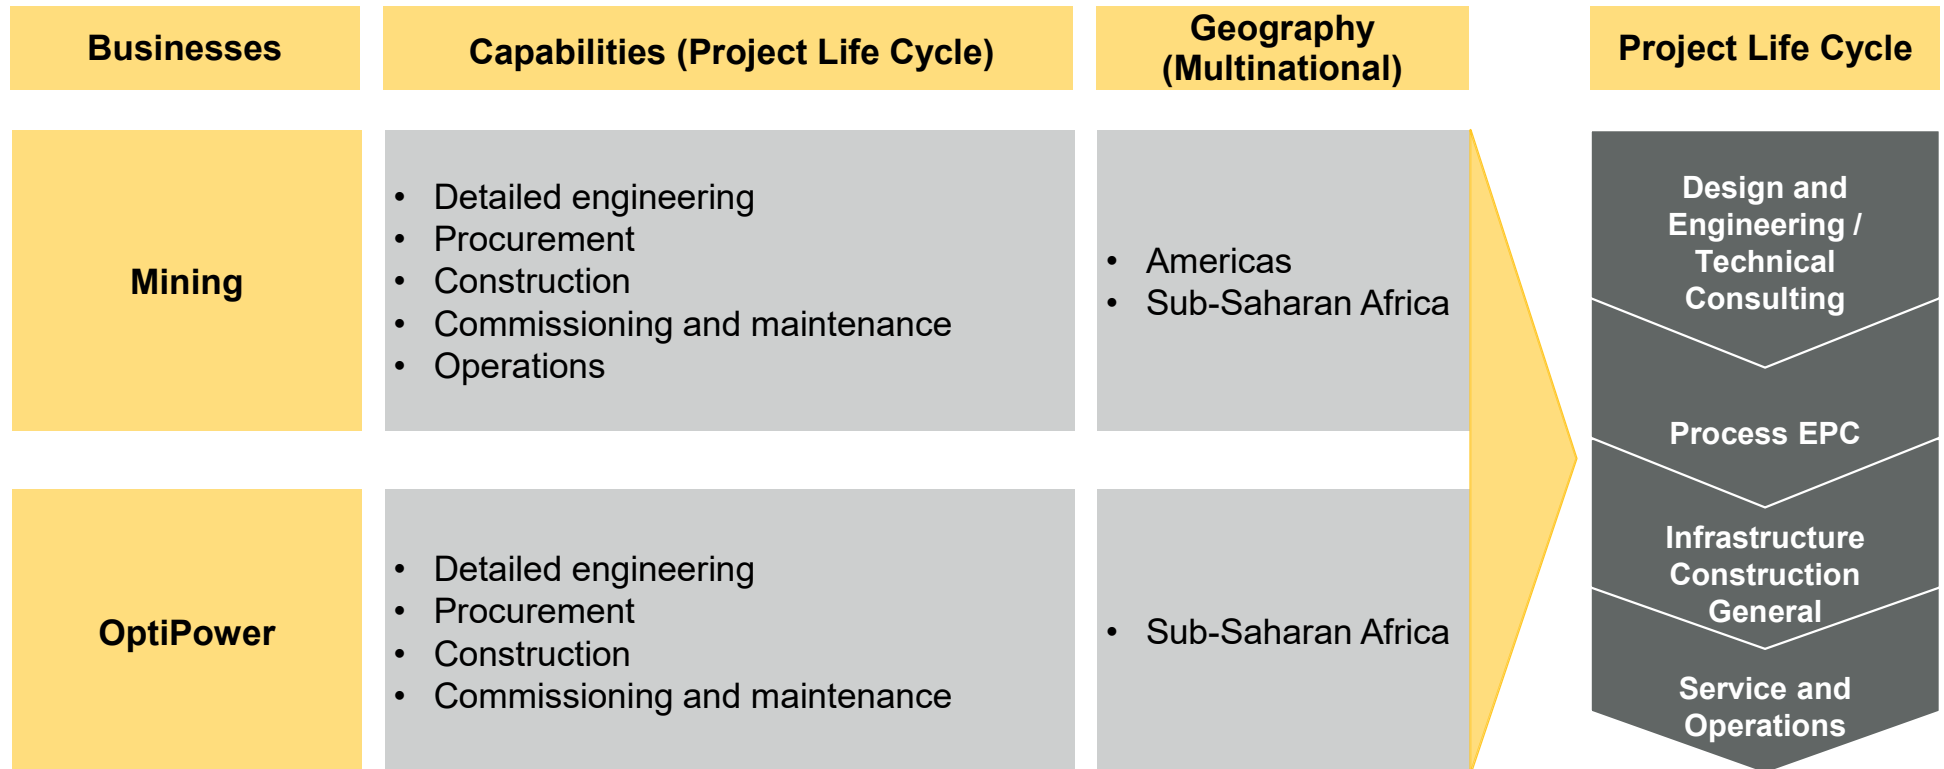 Businesses
Capabilities (Project Life Cycle)
Geography
(Multinational)
Project Life Cycle
Mining
• Detailed engineering
• Procurement
• Construction
• Commissioning and maintenance
• Operations
• Americas
• Sub-Saharan Africa
OptiPower
• Detailed engineering
• Procurement
• Construction
• Commissioning and maintenance
• Sub-Saharan Africa
Design and
Engineering /
Technical
Consulting
Process EPC
Infrastructure
Construction
General
Service and
Operations